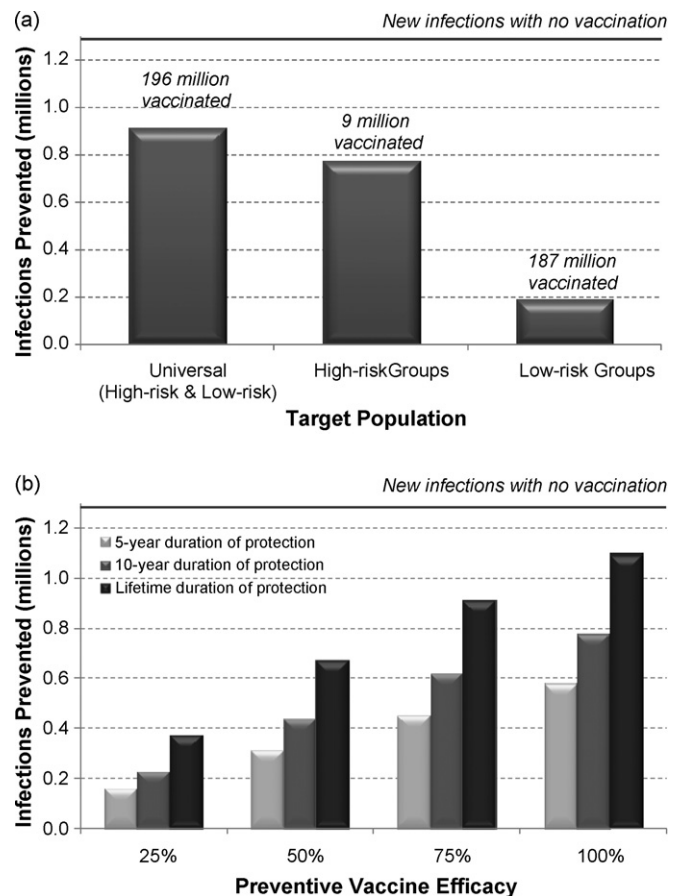 (a)
New infections with no vaccination
Infections Prevented (millions)
1.2
1.0
0.8
0.6
0.4
0.2
0.0
196 million
vaccinated
9 million
vaccinated
187 million
vaccinated
Universal
(High-risk & Low-risk)
High-riskGroups
Low-risk Groups
Target Population
(b)
New infections with no vaccination
Infections Prevented (millions)
1.2
1.0
0.8
0.6
0.4
0.2
0.0
5-year duration of protection
10-year duration of protection
Lifetime duration of protection
25%
50%
75%
100%
Preventive Vaccine Efficacy